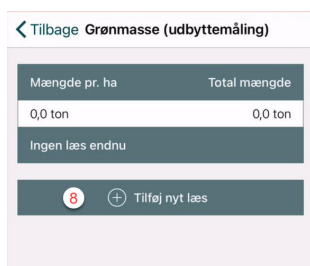 Tilbage Grønmasse (udbyttemåling)
Mængde pr. ha Total mængde
0,0 ton 0,0 ton
Ingen læs endnu
8 Tilføj nyt læs